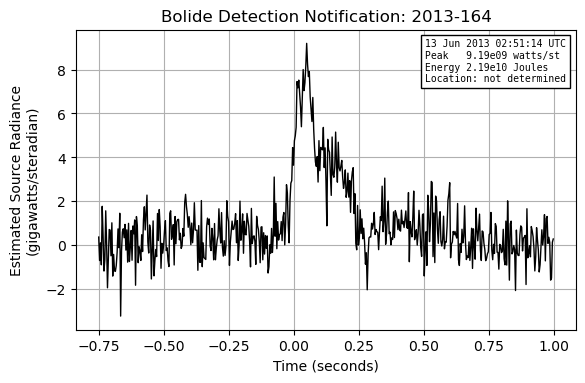 Bolide Detection Notification: 2013-164
13 Jun 2013 02:51:14 UTC
Peak   9.19e09 watts/st
Energy 2.19e10 Joules
Location: not determined
Estimated Source Radiance
(gigawatts/steradian)
8
6
4
2
0
−2
−0.75 −0.50 −0.25 0.00 0.25 0.50 0.75 1.00
Time (seconds)